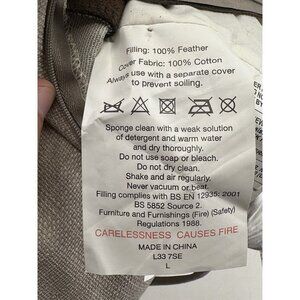 Filling: 100% Feather
Cover Fabric: 100% Cotton
Always use with a separate cover
to prevent soiling.
Sponge clean with a weak solution
of detergent and warm water
and dry thoroughly.
Do not use soap or bleach.
Do not dry clean.
Shake and air regularly.
Never vacuum or beat.
Filling complies with BS EN 12935: 2001
BS 5852 Source 2.
Furniture and Furnishings (Fire) (Safety)
Regulations 1988.
CARELESSNESS CAUSES FIRE
MADE IN CHINA
L33 7SE
L